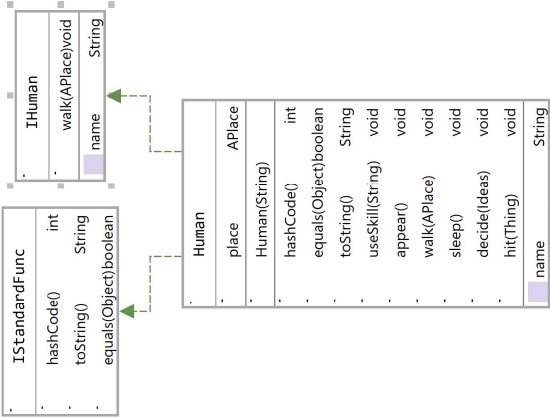 IHuman
walk(APlace)void
name String
IStandardFunc
hashCode() int
toString() String
equals(Object)boolean
Human
place APlace
Human(String)
hashCode() int
equals(Object)boolean
toString() String
useSkill(String) void
appear() void
walk(APlace) void
sleep() void
decide(Ideas) void
hit(Thing) void
name String